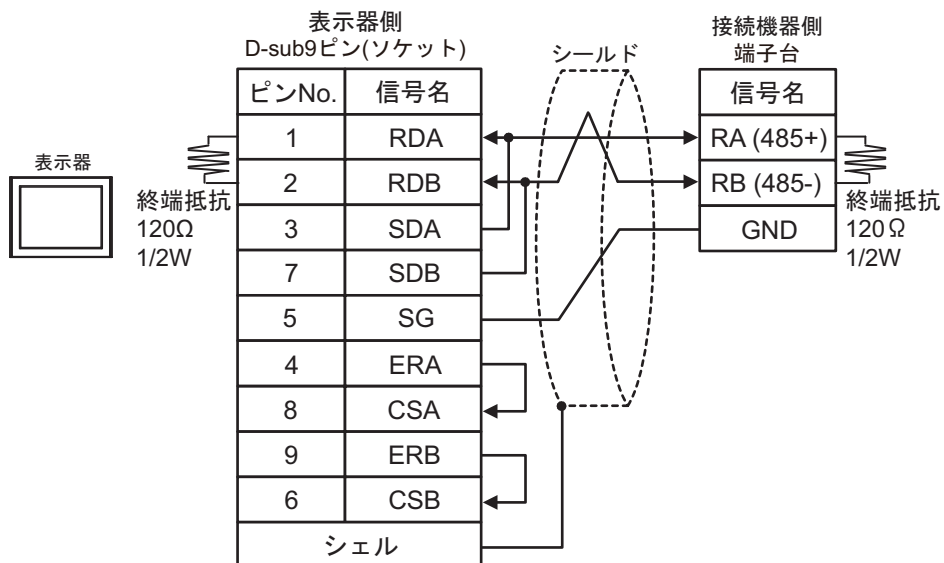 表示器側
D-sub9ピン(ソケット)
シールド
接続機器側
端子台
ピンNo.
信号名
信号名
1
RDA
RA (485+)
2
RDB
RB (485-)
3
SDA
GND
7
SDB
5
SG
4
ERA
8
CSA
9
ERB
6
CSB
シェル
表示器
終端抵抗
120Ω
1/2W
終端抵抗
120Ω
1/2W